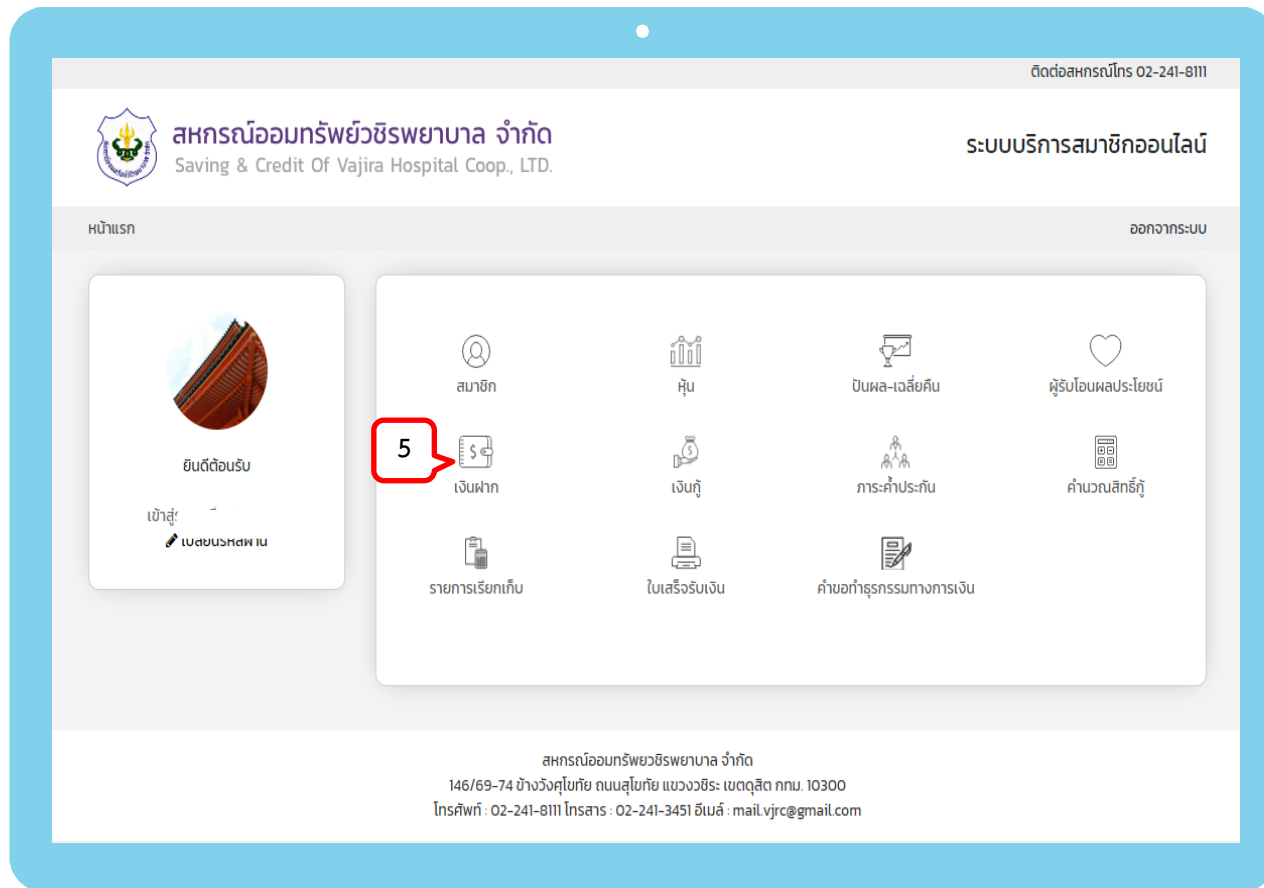 ติดต่อสหกรณ์โทร 02-241-8111
สหกรณ์ออมทรัพย์วชิรพยาบาล จำกัด
Saving & Credit Of Vajira Hospital Coop., LTD.
ระบบบริการสมาชิกออนไลน์
หน้าแรก
ออกจากระบบ
ยินดีต้อนรับ
สมาชิก
หุ้น
ปันผล-เฉลี่ยคืน
ผู้รับโอนผลประโยชน์
5
เงินฝาก
เงินกู้
ภาระค้ำประกัน
คำนวณสิทธิ์กู้
รายการเรียกเก็บ
ใบเสร็จรับเงิน
คำขอทำธุรกรรมทางการเงิน
สหกรณ์ออมทรัพยวชิรพยาบาล จำกัด
146/69-74 ข้างวังศุโขทัย ถนนสุโขทัย แขวงวชิระ เขตดุสิต กทม. 10300
โทรศัพท์ : 02-241-8111 โทรสาร : 02-241-3451 อีเมล์ : mail.vjrc@gmail.com